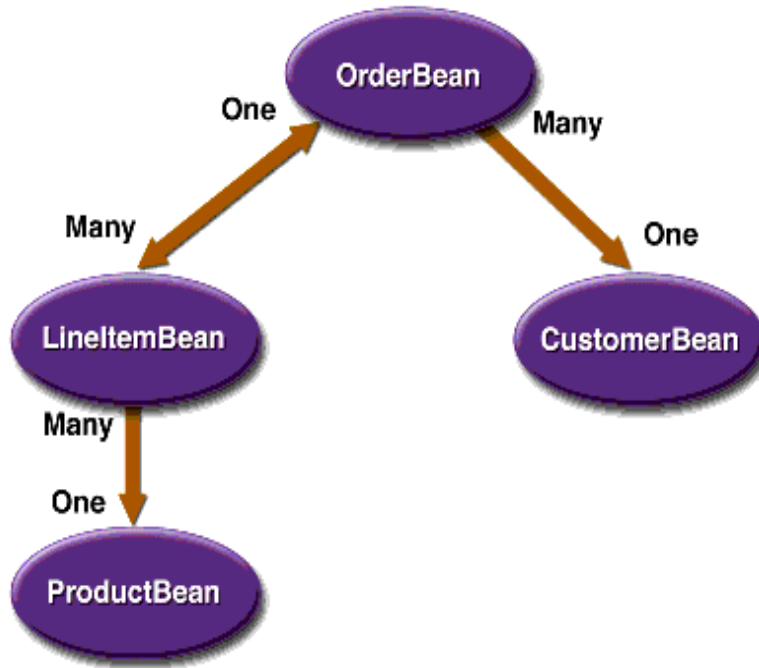 OrderBean
One
Many
Many
One
LineItemBean
CustomerBean
Many
One
ProductBean